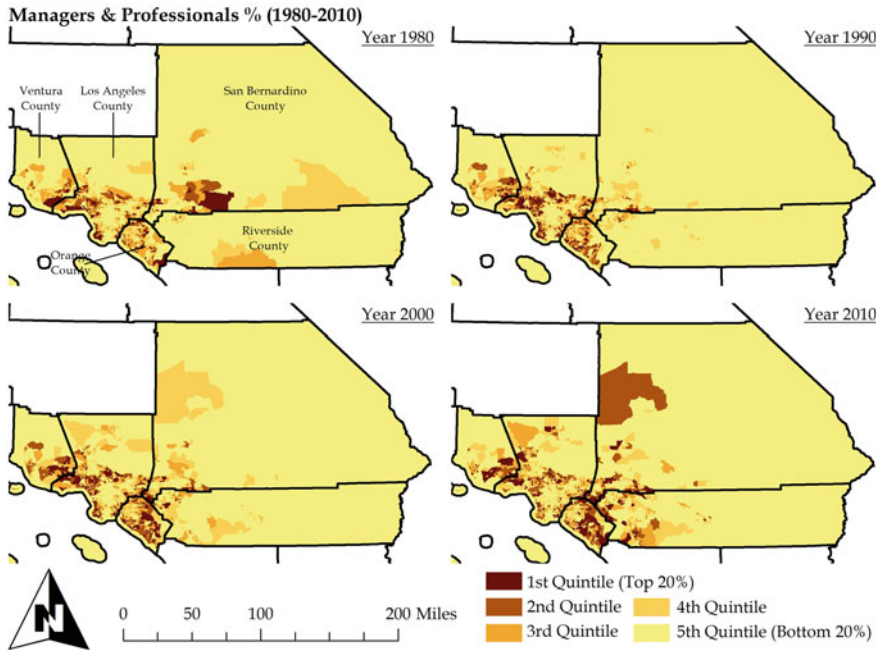 Managers & Professionals % (1980-2010)
Year 1980
Year 1990
Ventura
County
Los Angeles
County
San Bernardino
County
Riverside
County
Orange
County
Year 2000
Year 2010
N
0 50 100 200 Miles
1st Quintile (Top 20%)
2nd Quintile
4th Quintile
3rd Quintile
5th Quintile (Bottom 20%)